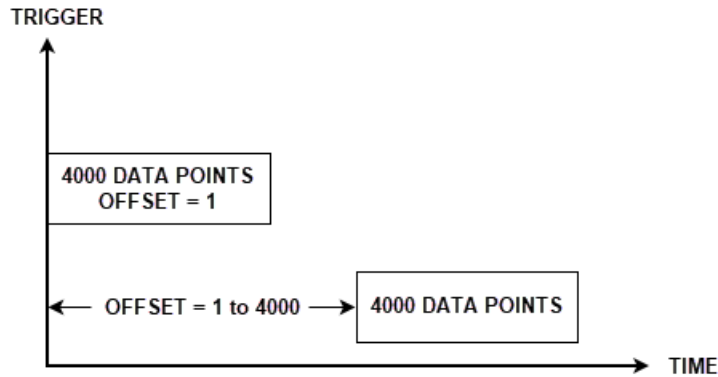 TRIGGER
4000 DATA POINTS
OFFSET = 1
OFFSET = 1 to 4000
4000 DATA POINTS
TIME